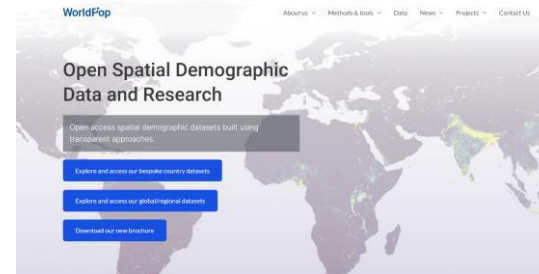 WorldPop
About us Methods & tools Data News Projects Contact Us
Open Spatial Demographic
Data and Research
Open access spatial demographic datasets built using
transparent approaches.
Explore and access our bespoke country datasets
Explore and access our global/regional datasets
Download our new brochure